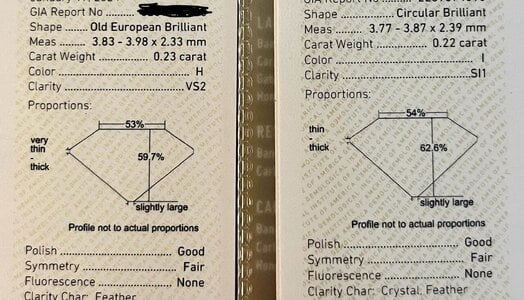 GIA Report No
Shape Old European Brilliant
Meas 3.83 - 3.98 x 2.33 mm
Carat Weight 0.23 carat
Color H
Clarity VS2
Proportions:
53%
very
thin
-
thick
59.7%
slightly large
Profile not to actual proportions
Polish Good
Symmetry Fair
Fluorescence None
Clarity Char: Feather
Shape Circular Brilliant
Meas 3.77 - 3.87 x 2.39 mm
Carat Weight 0.22 carat
Color I
Clarity SI1
Proportions:
54%
thin
-
thick
62.6%
slightly large
Profile not to actual proportions
Polish Good
Symmetry Fair
Fluorescence None
Clarity Char: Crystal, Feather